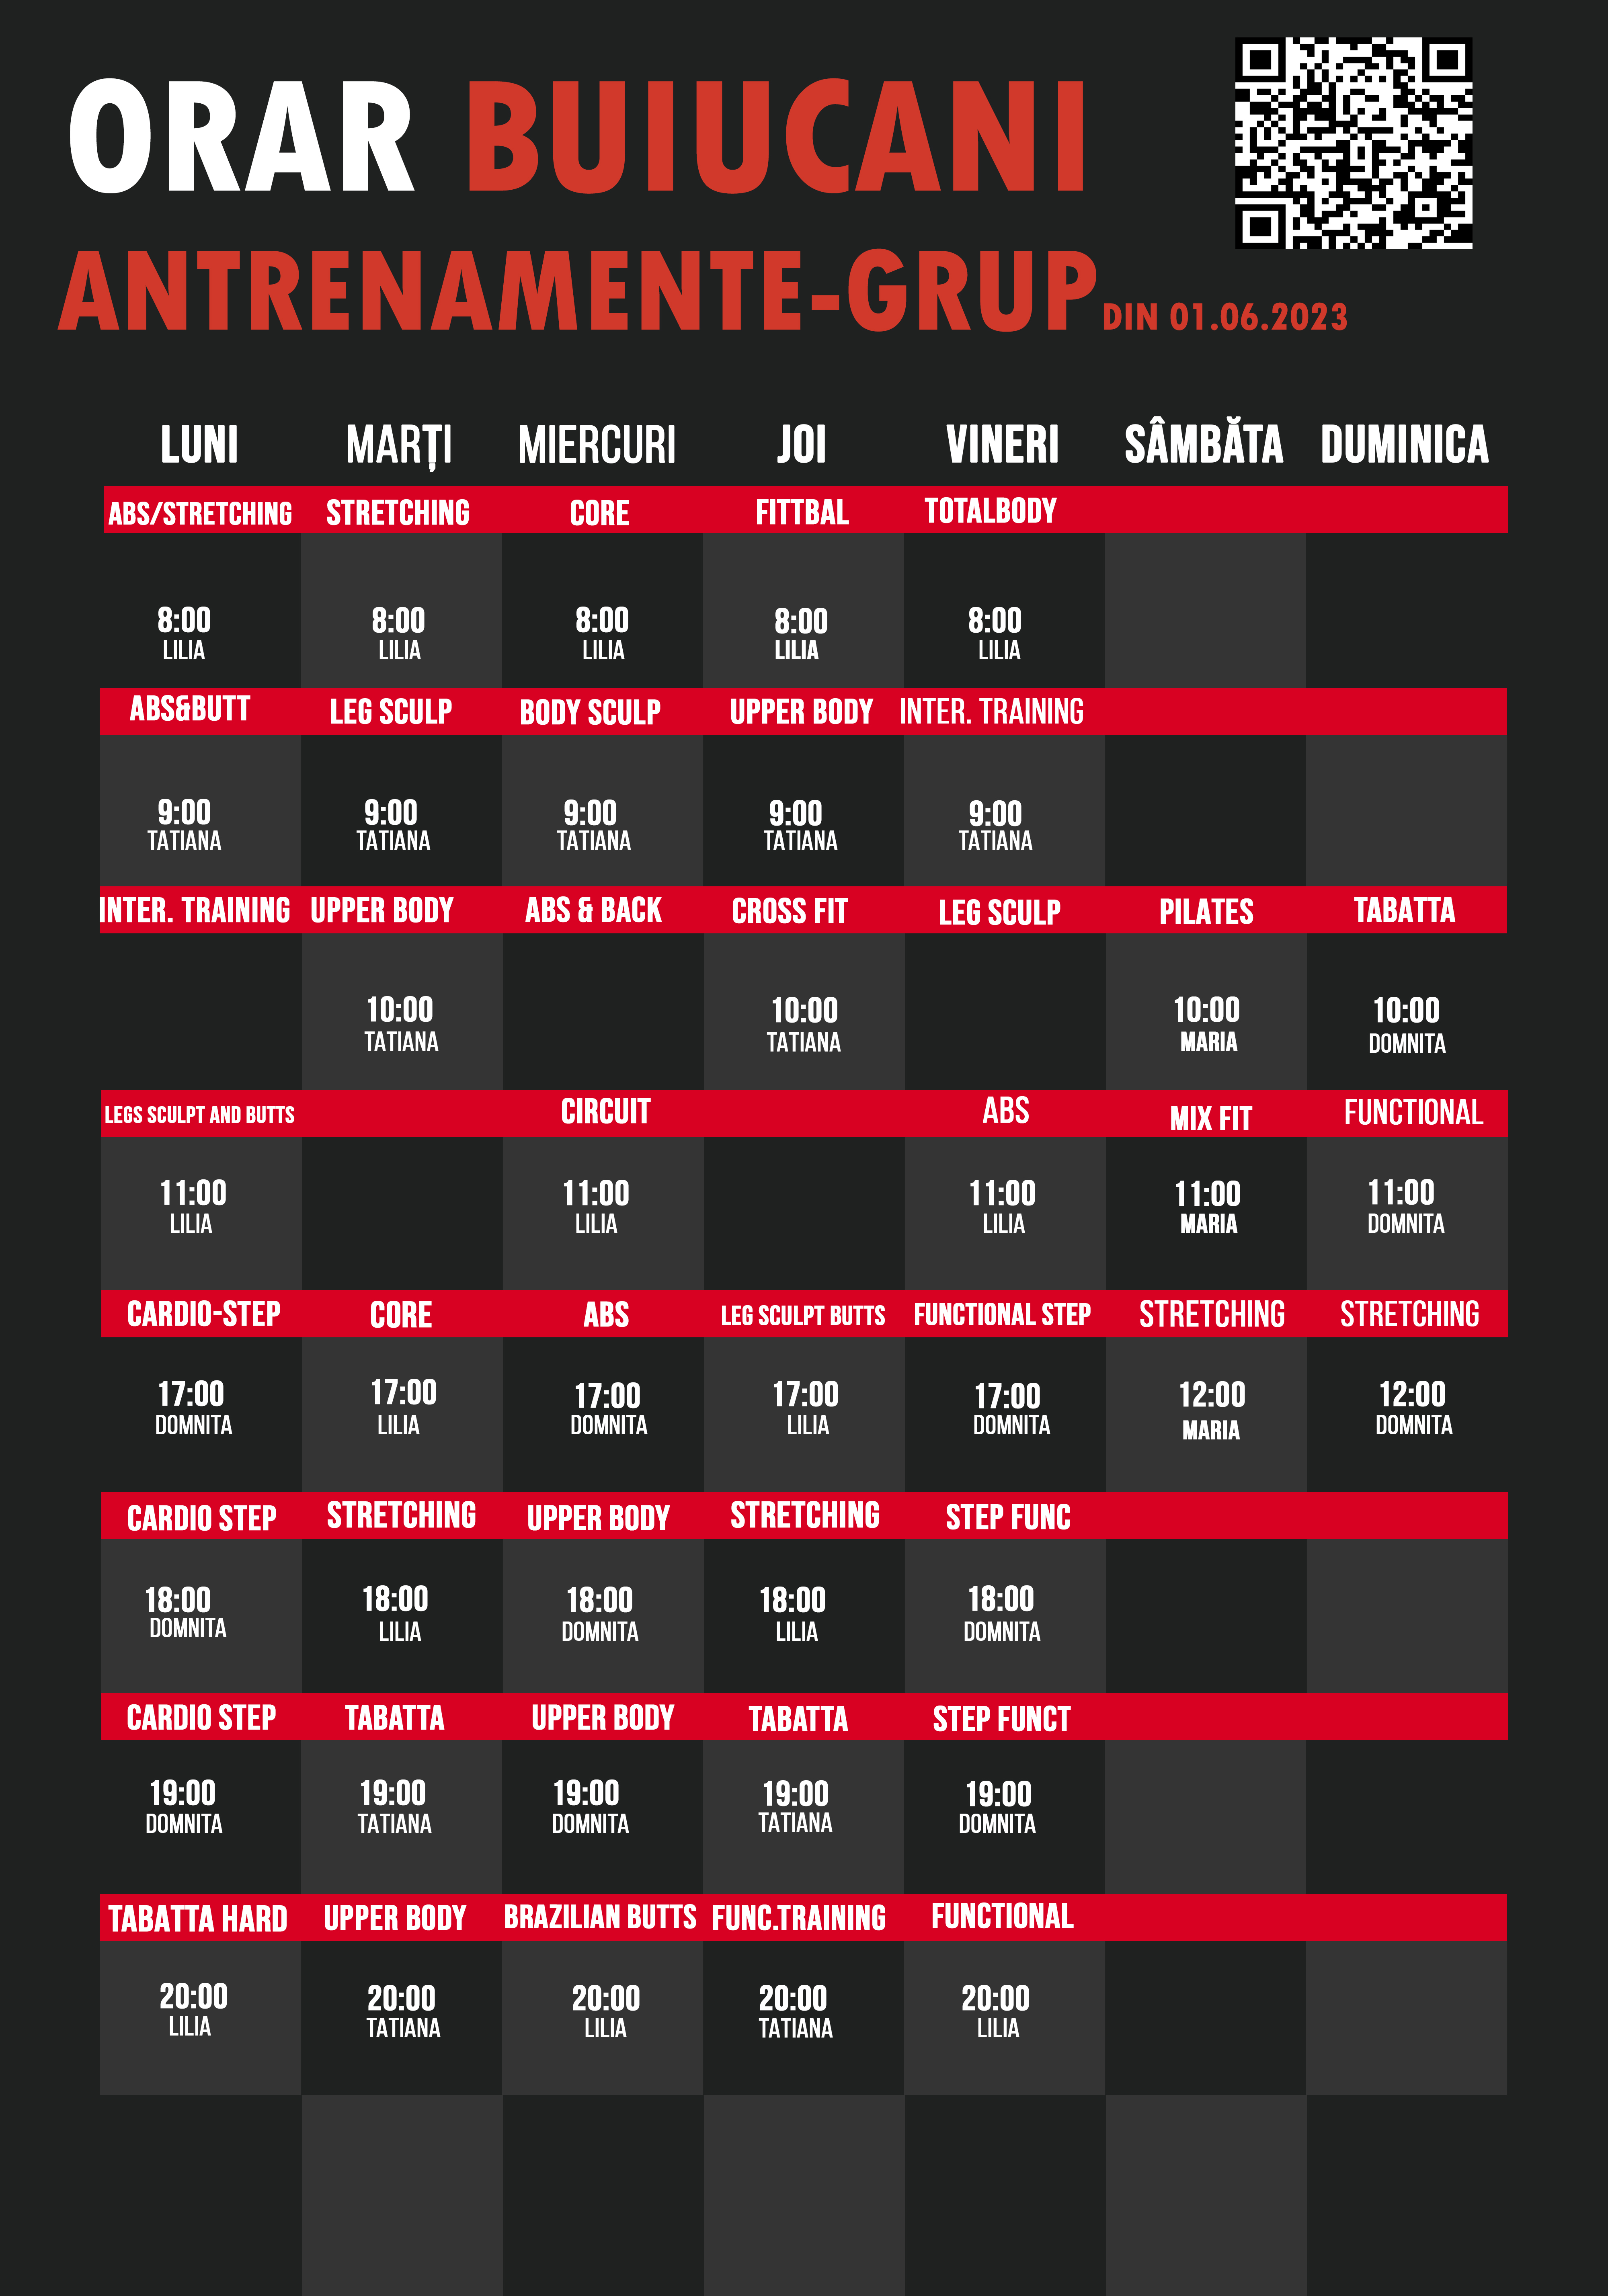 ORAR BUIUCANI
ANTRENAMENTE-GRUP DIN 01.06.2023
LUNI MARȚI MIERCURI JOI VINERI SÂMBĂTA DUMINICA
ABS/STRETCHING STRETCHING CORE FITTBAL TOTALBODY
8:00 8:00 8:00 8:00 8:00
LILIA LILIA LILIA LILIA LILIA
ABS&BUTT LEG SCULP BODY SCULP UPPER BODY INTER. TRAINING
9:00 9:00 9:00 9:00 9:00
TATIANA TATIANA TATIANA TATIANA TATIANA
INTER. TRAINING UPPER BODY ABS & BACK CROSS FIT LEG SCULP PILATES TABATTA
10:00 10:00 10:00 10:00
TATIANA TATIANA MARIA DOMNITA
LEGS SCULPT AND BUTTS CIRCUIT ABS MIX FIT FUNCTIONAL
11:00 11:00 11:00 11:00 11:00
LILIA LILIA LILIA MARIA DOMNITA
CARDIO-STEP CORE ABS LEG SCULPT BUTTS FUNCTIONAL STEP STRETCHING STRETCHING
17:00 17:00 17:00 17:00 17:00 12:00 12:00
DOMNITA LILIA DOMNITA LILIA DOMNITA MARIA DOMNITA
CARDIO STEP STRETCHING UPPER BODY STRETCHING STEP FUNC
18:00 18:00 18:00 18:00 18:00
DOMNITA LILIA DOMNITA LILIA DOMNITA
CARDIO STEP TABATTA UPPER BODY TABATTA STEP FUNCT
19:00 19:00 19:00 19:00 19:00
DOMNITA TATIANA DOMNITA TATIANA DOMNITA
TABATTA HARD UPPER BODY BRAZILIAN BUTTS FUNC.TRAINING FUNCTIONAL
20:00 20:00 20:00 20:00 20:00
LILIA TATIANA LILIA TATIANA LILIA